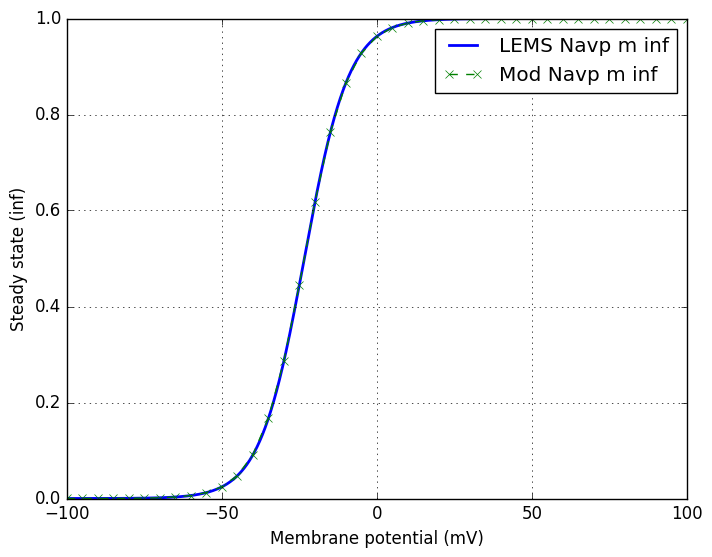 1.0
LEMS Navp m inf
Mod Navp m inf
0.8
0.6
Steady state (inf)
0.4
0.2
0.0
−100 −50 0 50 100
Membrane potential (mV)